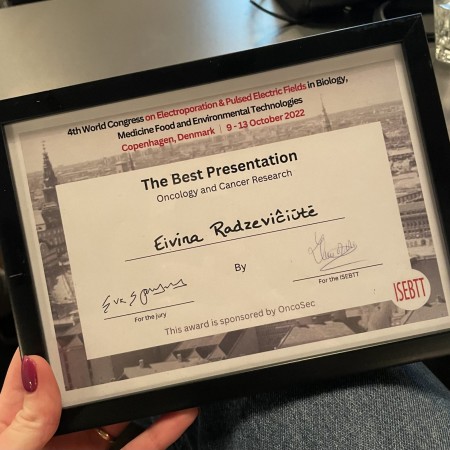 4th World Congress on Electroporation & Pulsed Electric Fields in Biology,
Medicine Food and Environmental Technologies
Copenhagen, Denmark | 9 - 13 October 2022
The Best Presentation
Oncology and Cancer Research
Eivina Radzevičiūtė
By
For the jury
For the ISEBTT
This award is sponsored by OncoSec
ISEBTT